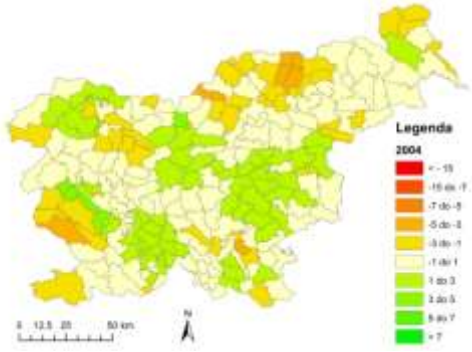 Legenda
2004
< - 15
-15 do -7
-7 do -5
-5 do -3
-3 do -1
-1 do 1
1 do 3
3 do 5
5 do 7
> 7
N
0 12.5 25 50 km